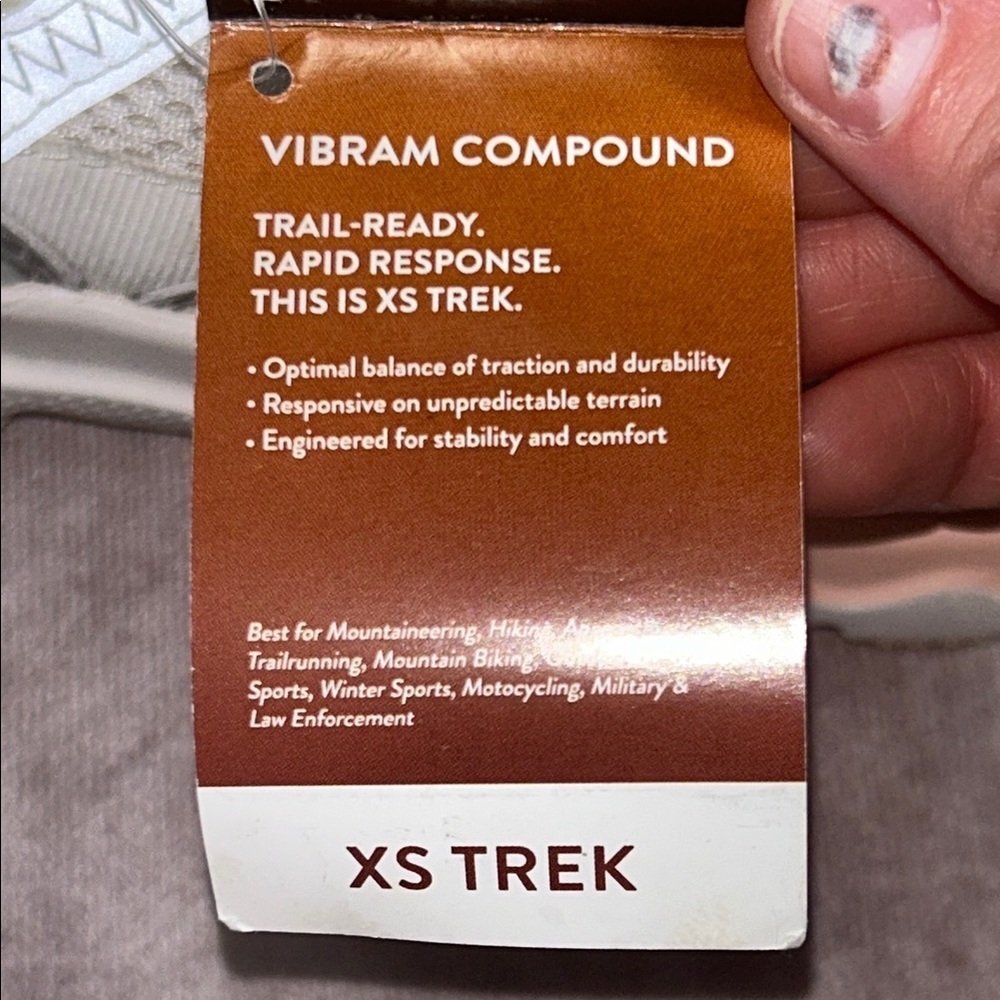 VIBRAM COMPOUND
TRAIL-READY.
RAPID RESPONSE.
THIS IS XS TREK.
• Optimal balance of traction and durability
• Responsive on unpredictable terrain
• Engineered for stability and comfort
Best for Mountaineering, Hiking,
Trailrunning, Mountain Biking,
Sports, Winter Sports, Motocycling, Military &
Law Enforcement
XS TREK